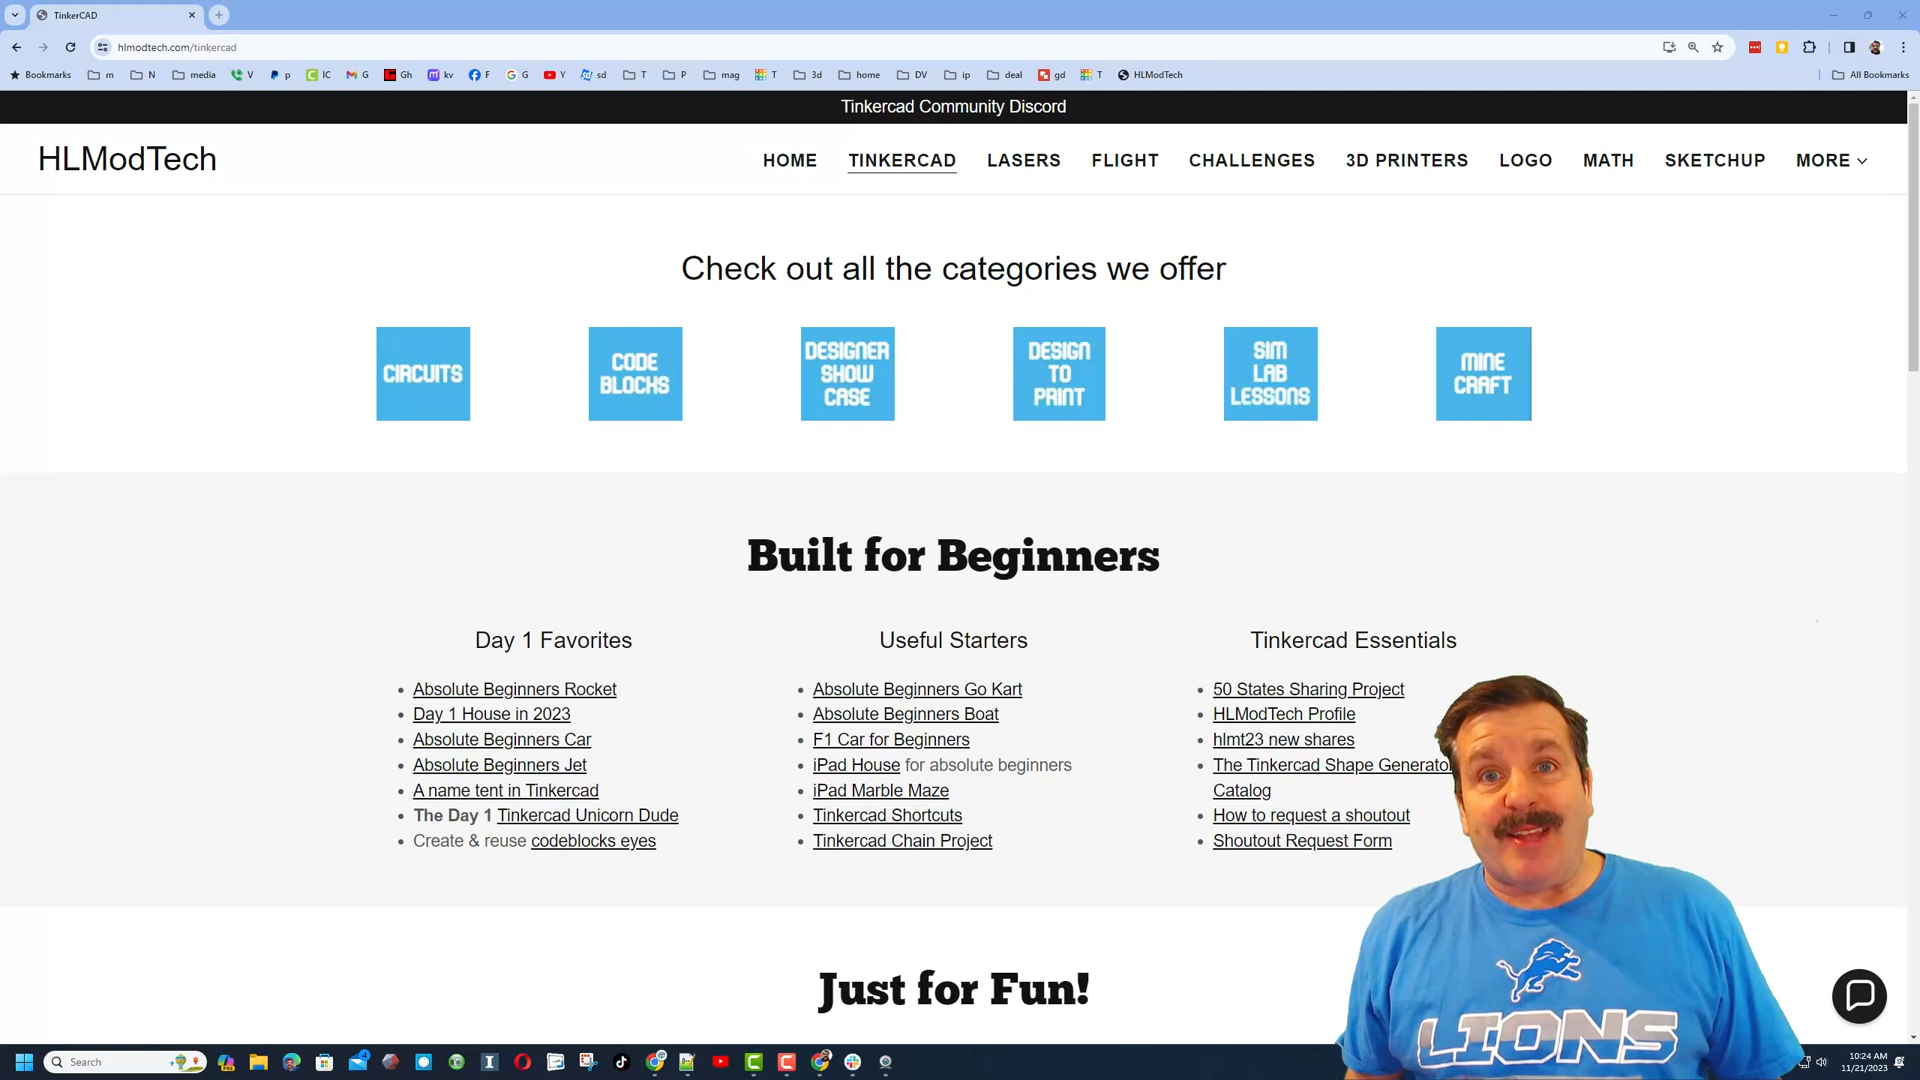 TinkerCAD
hlmodtech.com/tinkercad
Bookmarks m N media V p IC G Gh kv F G Y sd T P mag T 3d home DV ip deal gd T HLModTech All Bookmarks
Tinkercad Community Discord
HLModTech
HOME TINKERCAD LASERS FLIGHT CHALLENGES 3D PRINTERS LOGO MATH SKETCHUP MORE
Check out all the categories we offer
CIRCUITS
CODE
BLOCKS
DESIGNER
SHOW
CASE
DESIGN
TO
PRINT
SIM
LAB
LESSONS
MINE
CRAFT
Built for Beginners
Day 1 Favorites
Absolute Beginners Rocket
Day 1 House in 2023
Absolute Beginners Car
Absolute Beginners Jet
A name tent in Tinkercad
The Day 1 Tinkercad Unicorn Dude
Create & reuse codeblocks eyes
Useful Starters
Absolute Beginners Go Kart
Absolute Beginners Boat
F1 Car for Beginners
iPad House for absolute beginners
iPad Marble Maze
Tinkercad Shortcuts
Tinkercad Chain Project
Tinkercad Essentials
50 States Sharing Project
HLModTech Profile
hlmt23 new shares
The Tinkercad Shape Generator
Catalog
How to request a shoutout
Shoutout Request Form
Just for Fun!
LIONS
Search
10:24 AM
11/21/2023